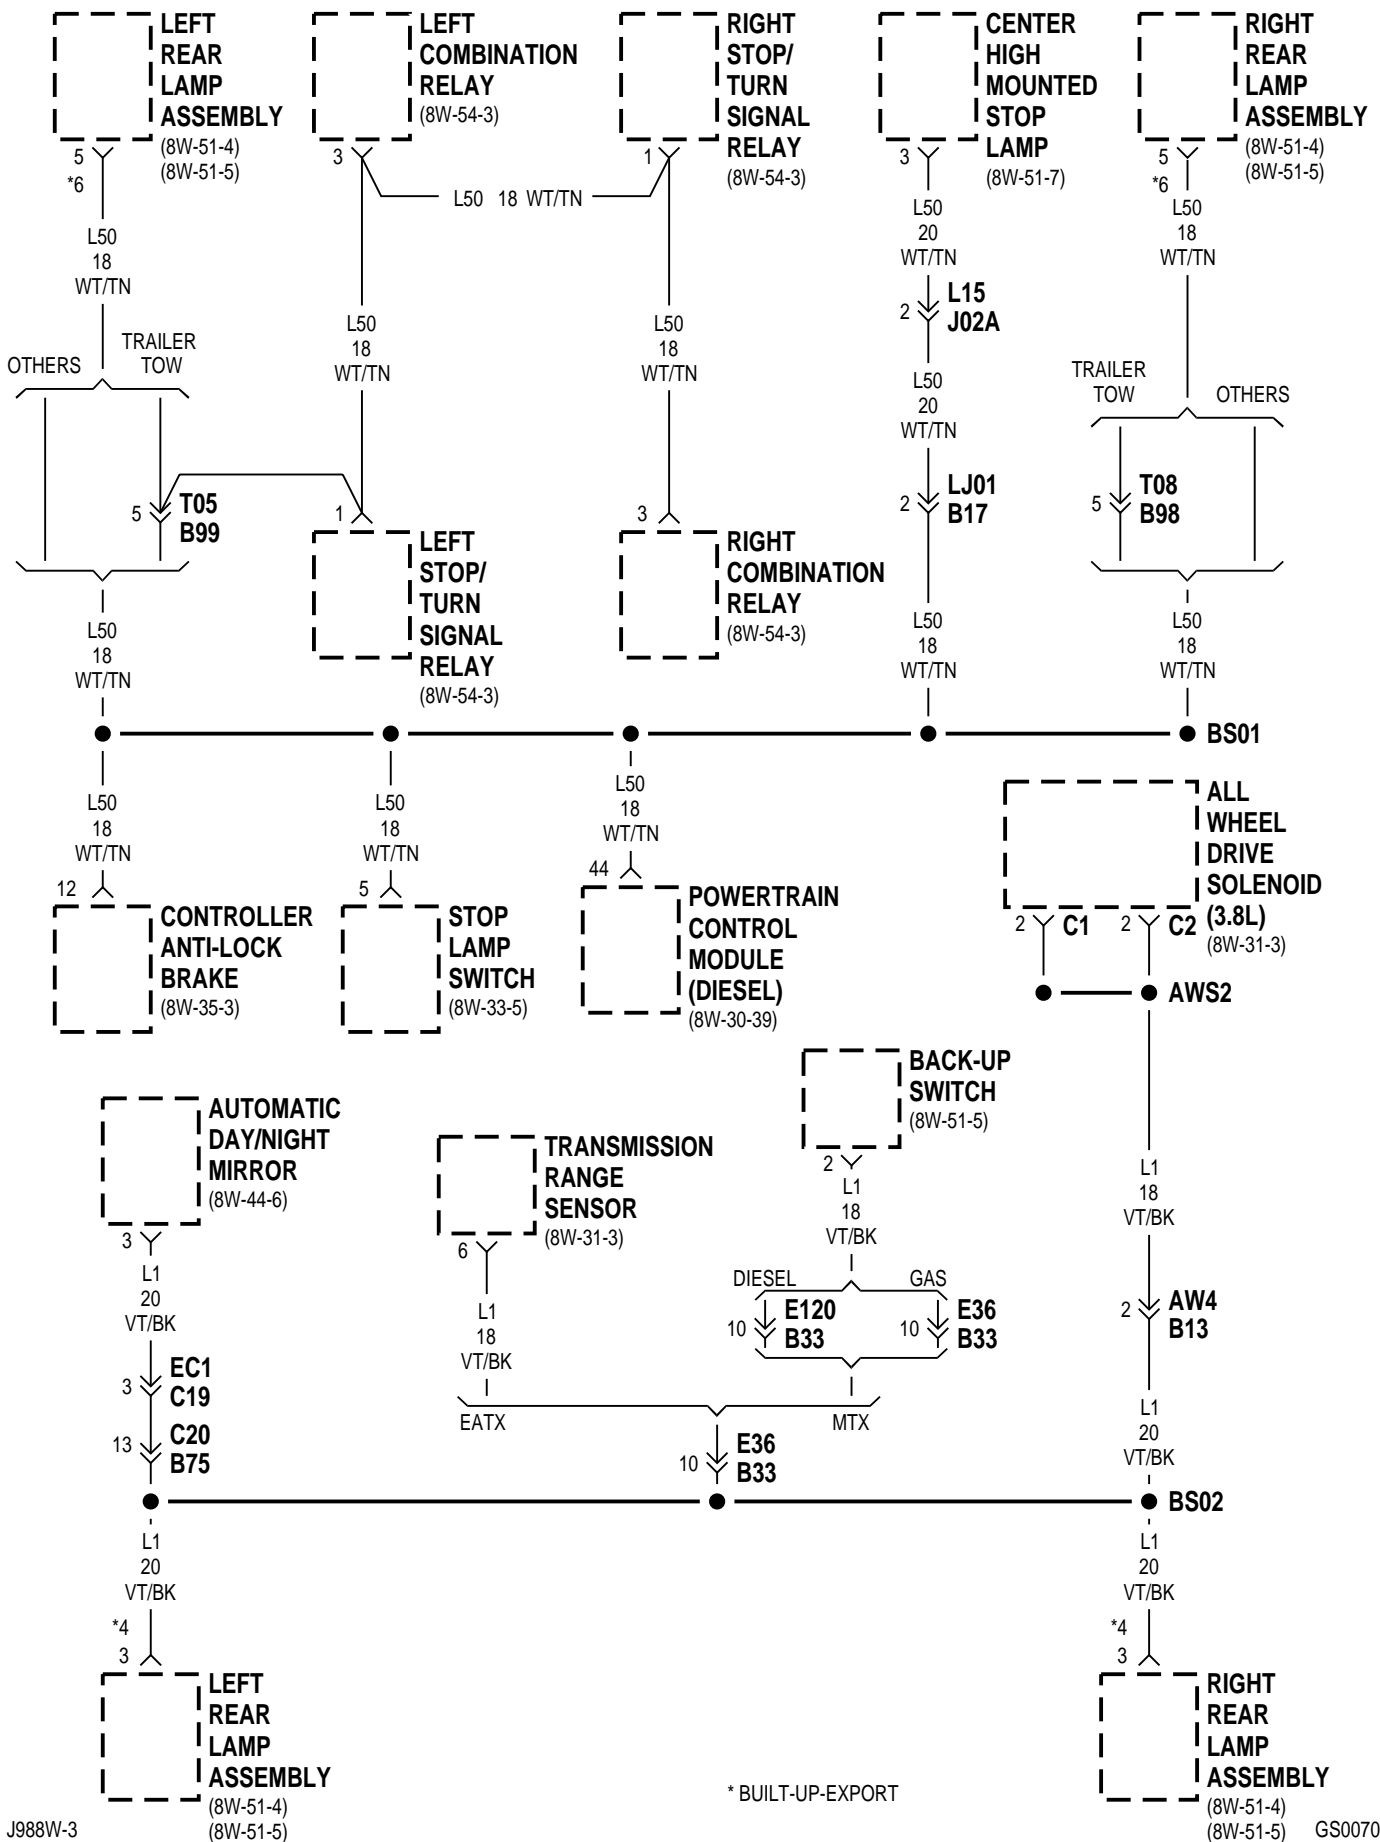 LEFT
REAR
LAMP
ASSEMBLY
(8W-51-4)
(8W-51-5)
5
*6
LEFT
COMBINATION
RELAY
(8W-54-3)
3
RIGHT
STOP/
TURN
SIGNAL
RELAY
(8W-54-3)
1
CENTER
HIGH
MOUNTED
STOP
LAMP
(8W-51-7)
3
RIGHT
REAR
LAMP
ASSEMBLY
(8W-51-4)
(8W-51-5)
5
*6
L50 18 WT/TN
L50
18
WT/TN
L50
20
WT/TN
L50
18
WT/TN
2
L15
J02A
OTHERS
TRAILER
TOW
L50
18
WT/TN
L50
18
WT/TN
L50
20
WT/TN
TRAILER
TOW
OTHERS
5
T05
B99
1
LEFT
STOP/
TURN
SIGNAL
RELAY
(8W-54-3)
3
RIGHT
COMBINATION
RELAY
(8W-54-3)
2
LJ01
B17
5
T08
B98
L50
18
WT/TN
L50
18
WT/TN
L50
18
WT/TN
BS01
L50
18
WT/TN
L50
18
WT/TN
L50
18
WT/TN
12
CONTROLLER
ANTI-LOCK
BRAKE
(8W-35-3)
5
STOP
LAMP
SWITCH
(8W-33-5)
44
POWERTRAIN
CONTROL
MODULE
(DIESEL)
(8W-30-39)
ALL
WHEEL
DRIVE
SOLENOID
(3.8L)
(8W-31-3)
2
C1
2
C2
AWS2
AUTOMATIC
DAY/NIGHT
MIRROR
(8W-44-6)
3
TRANSMISSION
RANGE
SENSOR
(8W-31-3)
6
BACK-UP
SWITCH
(8W-51-5)
2
L1
18
VT/BK
L1
18
VT/BK
L1
20
VT/BK
L1
18
VT/BK
DIESEL
GAS
10
E120
B33
10
E36
B33
2
AW4
B13
3
EC1
C19
13
C20
B75
EATX
MTX
10
E36
B33
L1
20
VT/BK
BS02
L1
20
VT/BK
L1
20
VT/BK
*4
3
LEFT
REAR
LAMP
ASSEMBLY
(8W-51-4)
(8W-51-5)
*4
3
RIGHT
REAR
LAMP
ASSEMBLY
(8W-51-4)
(8W-51-5)
* BUILT-UP-EXPORT
J988W-3
GS0070